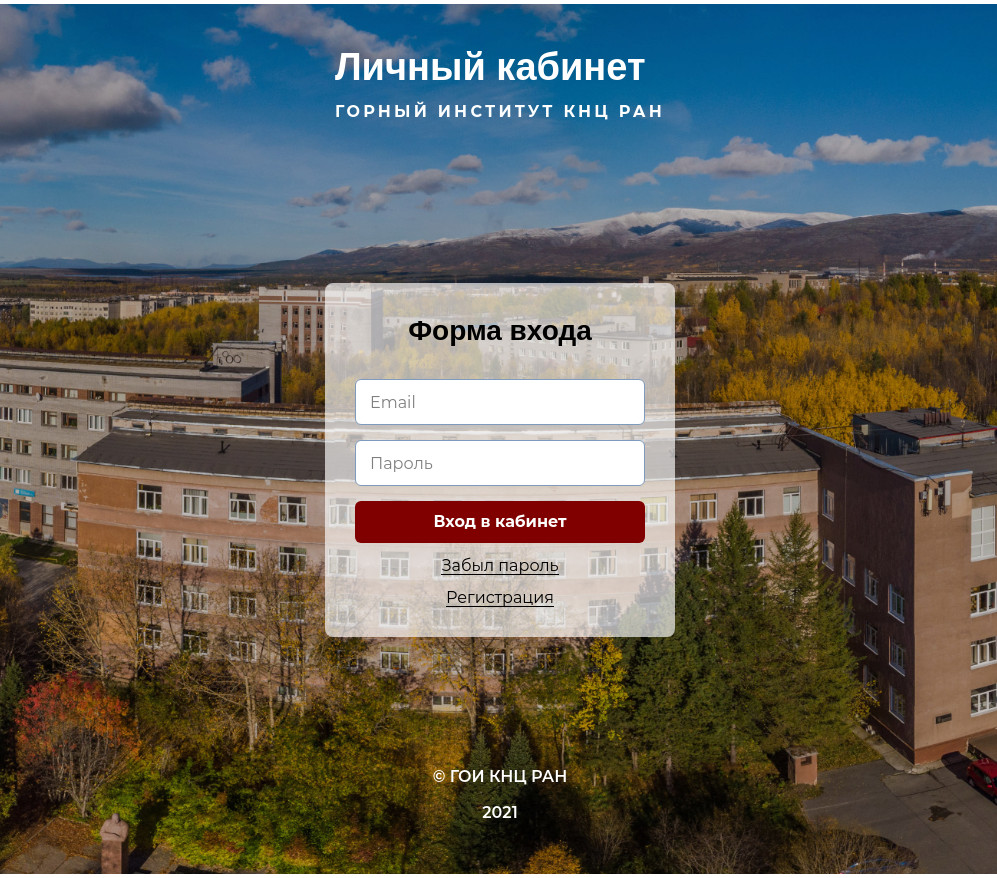 Личный кабинет
ГОРНЫЙ ИНСТИТУТ КНЦ РАН
Форма входа
Email
Пароль
Вход в кабинет
Забыл пароль
Регистрация
© ГОИ КНЦ РАН
2021